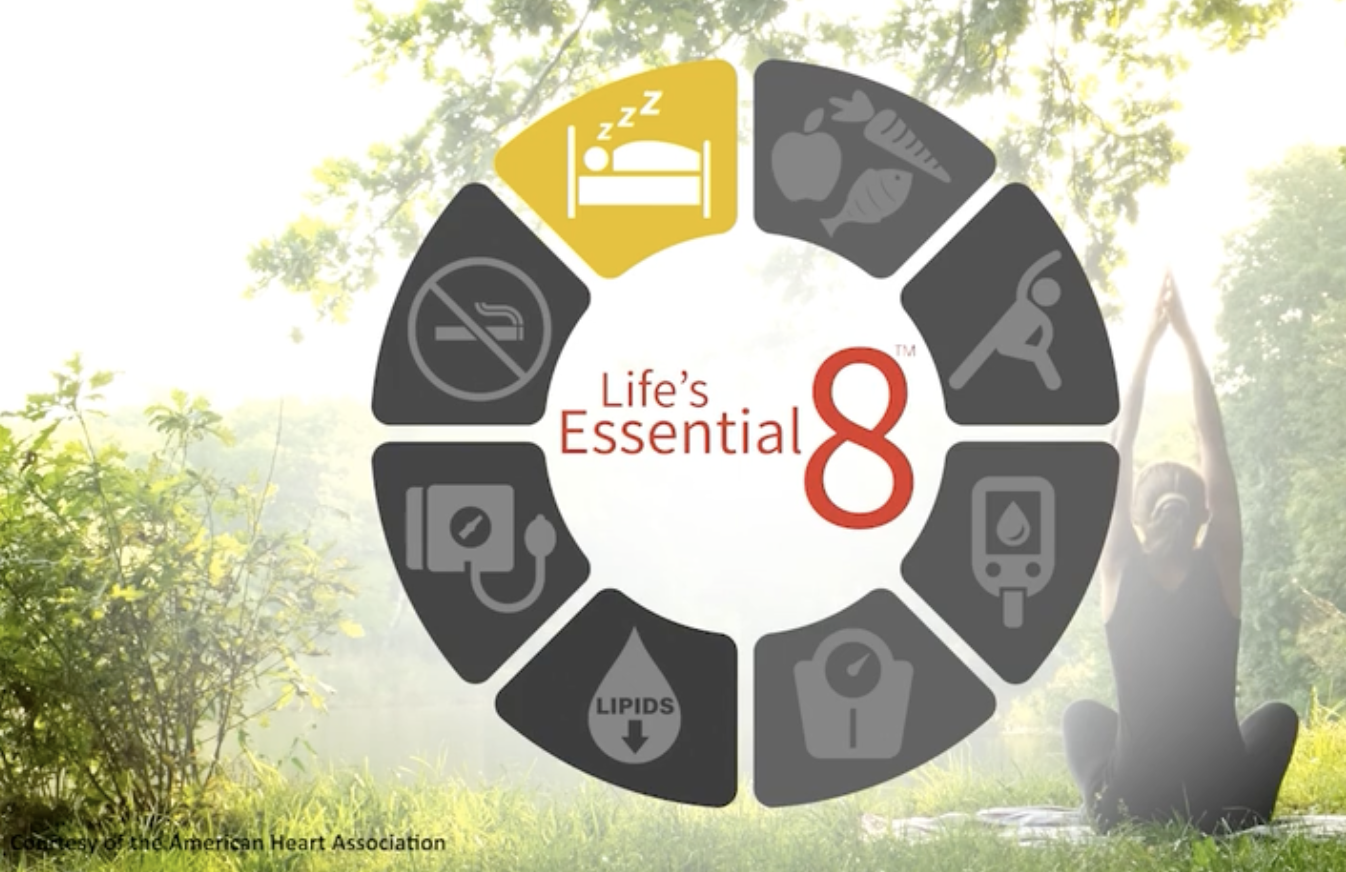 z z Z
Life's
Essential 8™
LIPIDS
Courtesy of the American Heart Association